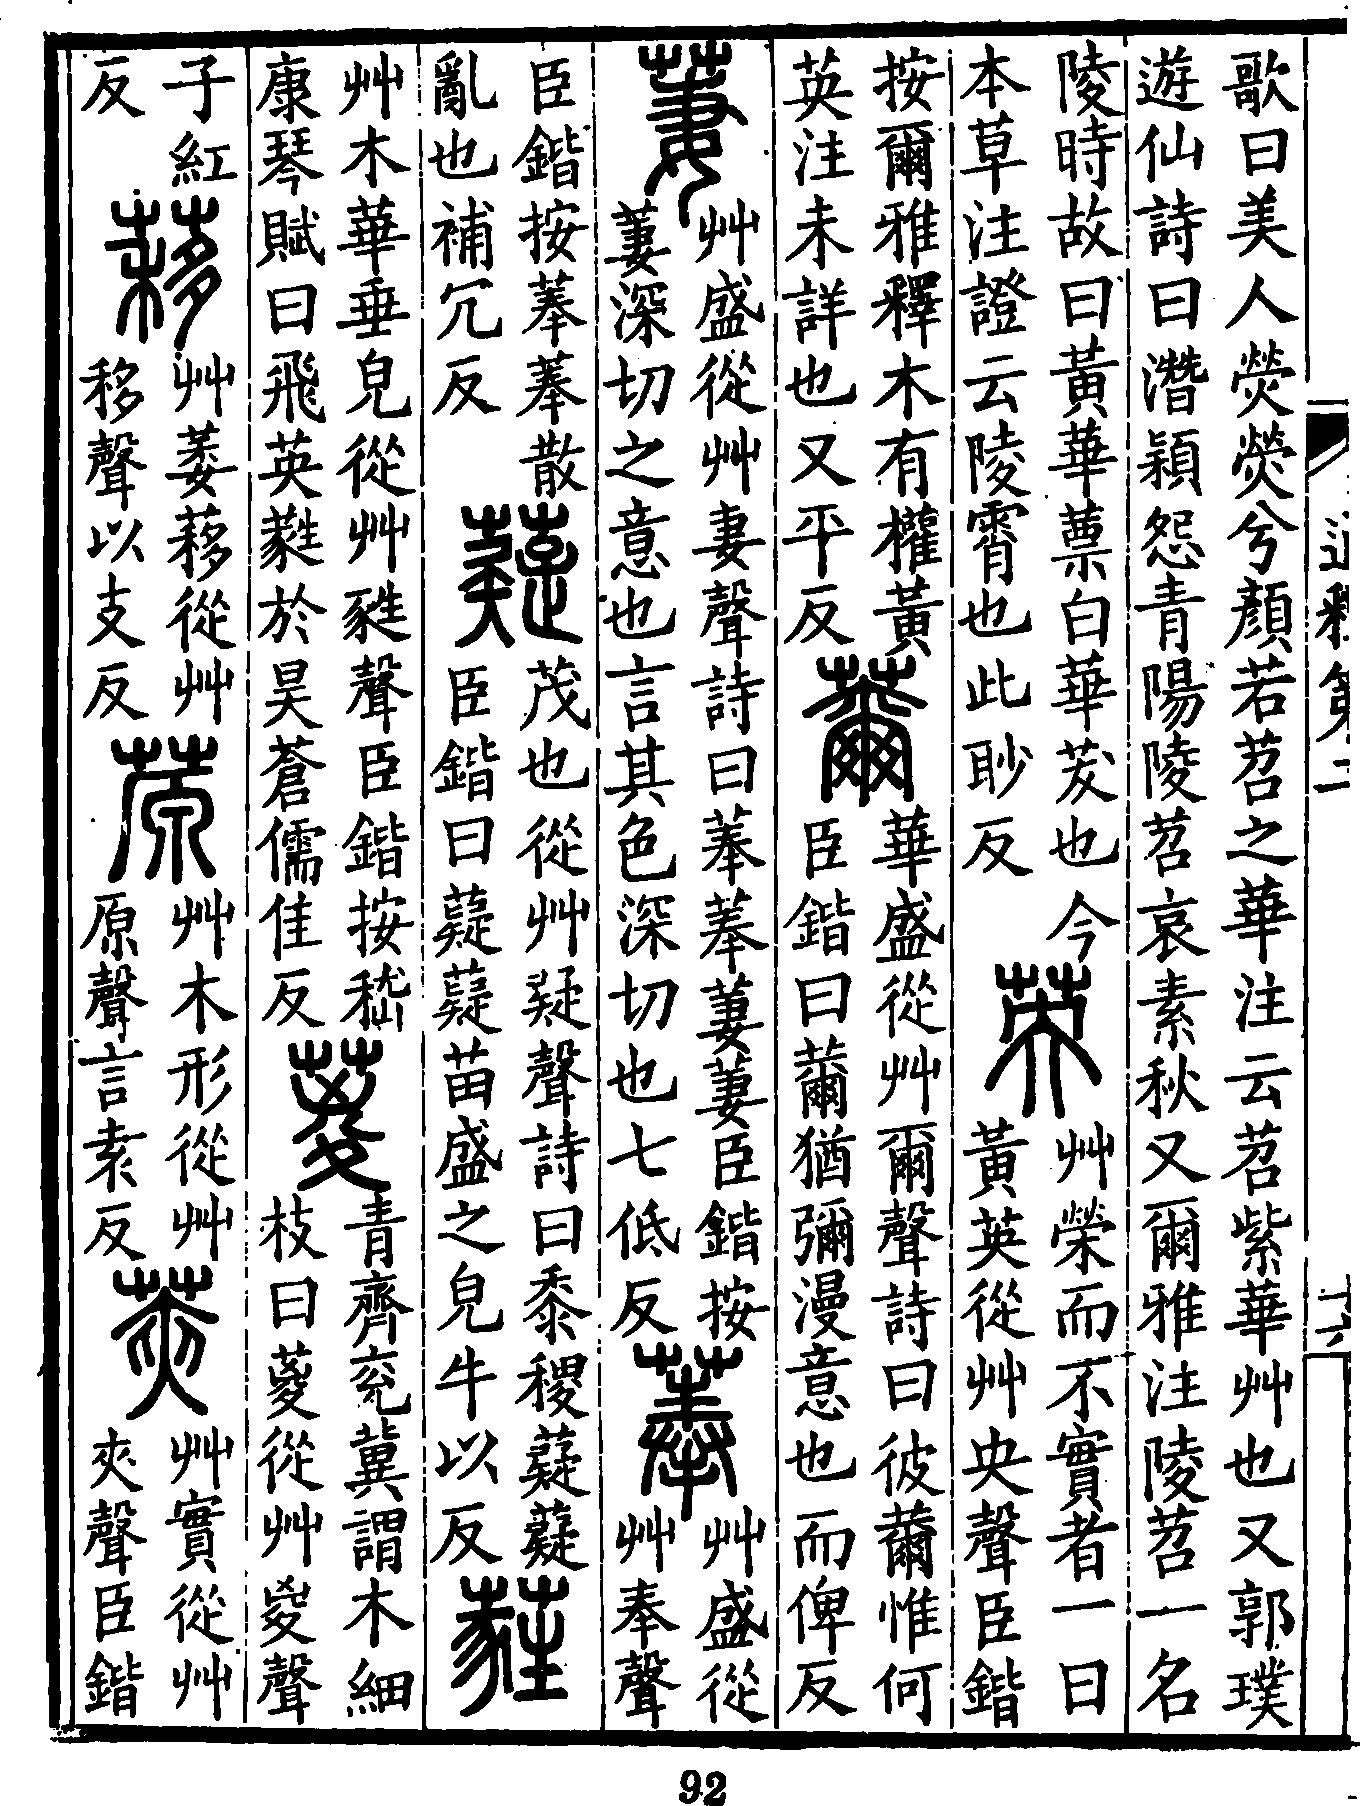 歌曰美人熒熒兮顏若苕之華注云苕紫華艸也又郭璞
遊仙詩曰潛穎怨青陽陵苕哀素秋又爾雅注陵苕一名
陵時故曰黃華蔈白華茇也今
本草注證云陵霄也此眇反
英
艸榮而不實者一曰
黃英從艸央聲臣鍇
按爾雅釋木有權黃
英注未詳也又平反
薾
華盛從艸爾聲詩曰彼薾惟何
臣鍇曰薾猶彌漫意也而俾反
萋
艸盛從艸妻聲詩曰菶菶萋萋臣鍇按
萋深切之意也言其色深切也七低反
菶
艸盛從
艸奉聲
臣鍇按菶菶散
亂也補冗反
薿
茂也從艸疑聲詩曰黍稷薿薿
臣鍇曰薿薿苗盛之皃牛以反
蕤
艸木華垂皃從艸甤聲臣鍇按嵇
康琴賦曰飛英蕤於昊蒼儒佳反
葼
青齊兗冀謂木細
枝曰葼從艸㚇聲
子紅
反
䔟
艸萎䔟從艸
移聲以支反
蒝
艸木形從艸
原聲言袁反
莢
艸實從艸
夾聲臣鍇
通釋第二
十六
92